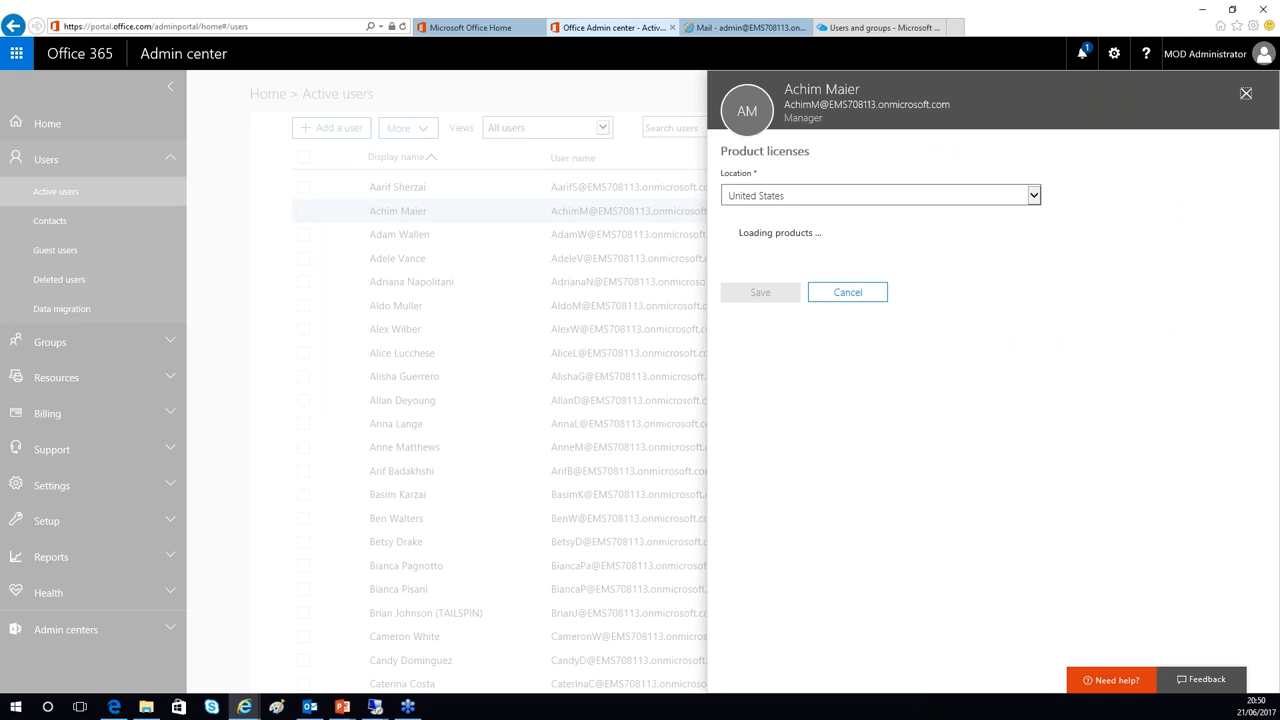 https://portal.office.com/adminportal/home#/users
Microsoft Office Home
Office Admin center - Activ...
Mail - admin@EMS708113.on...
Users and groups - Microsoft ...
Office 365
Admin center
1
?
MOD Administrator
Home
Users
Active users
Contacts
Guest users
Deleted users
Data migration
Groups
Resources
Billing
Support
Settings
Setup
Reports
Health
Admin centers
Home > Active users
+ Add a user
More
Views
All users
Search users
Display name
User name
Aarif Sherzai AarifS@EMS708113.onmicrosoft
Achim Maier AchimM@EMS708113.onmicrosoft
Adam Wallen AdamW@EMS708113.onmicrosoft
Adele Vance AdeleV@EMS708113.onmicrosoft.
Adriana Napolitani AdrianaN@EMS708113.onmicrosof
Aldo Muller AldoM@EMS708113.onmicrosoft.c
Alex Wilber AlexW@EMS708113.onmicrosoft.c
Alice Lucchese AliceL@EMS708113.onmicrosoft.c
Alisha Guerrero AlishaG@EMS708113.onmicrosoft.
Allan Deyoung AllanD@EMS708113.onmicrosoft.
Anna Lange AnnaL@EMS708113.onmicrosoft.c
Anne Matthews AnneM@EMS708113.onmicrosoft.
Arif Badakhshi ArifB@EMS708113.onmicrosoft.co
Basim Karzai BasimK@EMS708113.onmicrosoft.
Ben Walters BenW@EMS708113.onmicrosoft.co
Betsy Drake BetsyD@EMS708113.onmicrosoft.c
Bianca Pagnotto BiancaPa@EMS708113.onmicrosof
Bianca Pisani BiancaP@EMS708113.onmicrosoft.
Brian Johnson (TAILSPIN) BrianJ@EMS708113.onmicrosoft.c
Cameron White CameronW@EMS708113.onmicros
Candy Dominguez CandyD@EMS708113.onmicrosoft
Caterina Costa CaterinaC@EMS708113.onmicroso
AM
Achim Maier
AchimM@EMS708113.onmicrosoft.com
Manager
Product licenses
Location *
United States
Loading products ...
Save
Cancel
? Need help?
Feedback
20:50
21/06/2017